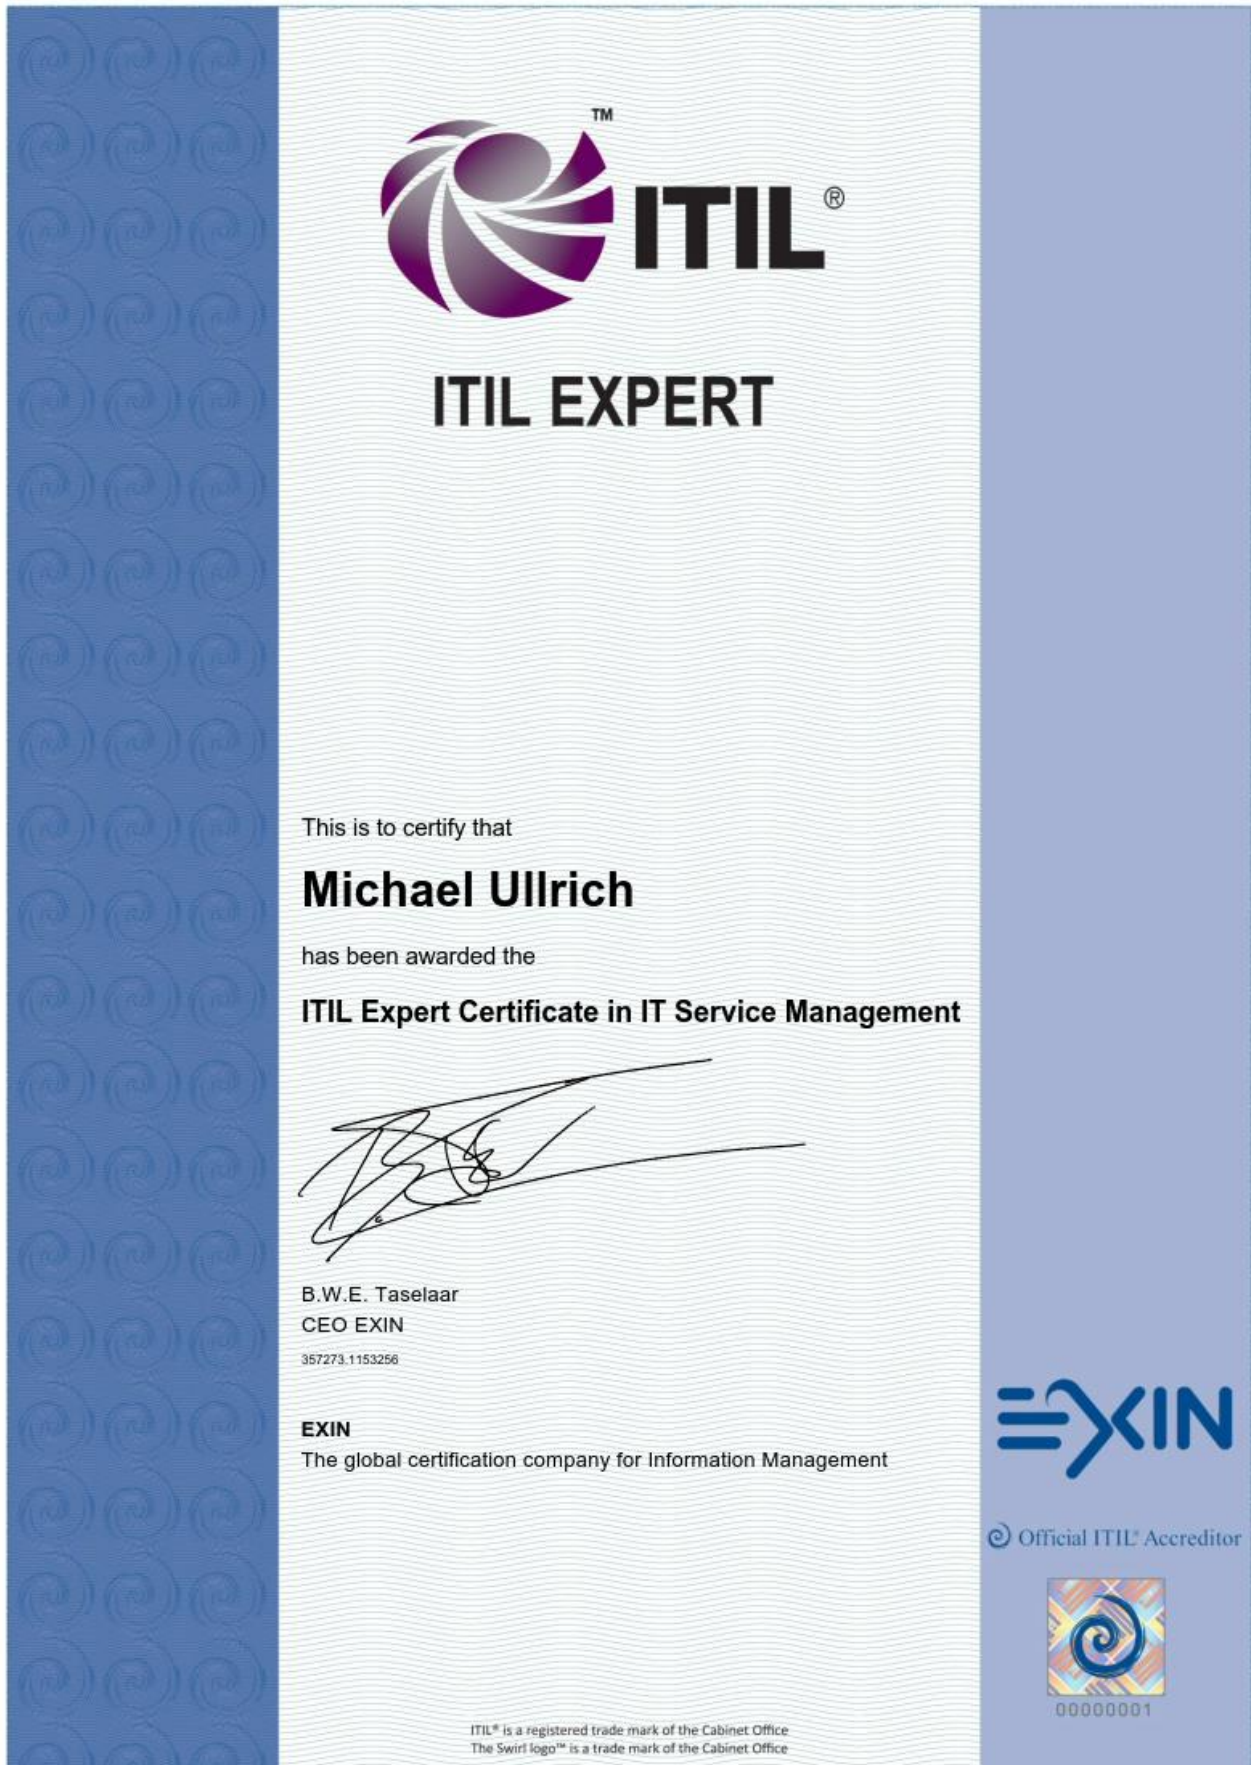 TM
ITIL®
ITIL EXPERT
This is to certify that
Michael Ullrich
has been awarded the
ITIL Expert Certificate in IT Service Management
B.W.E. Taselaar
CEO EXIN
357273.1153256
EXIN
The global certification company for Information Management
EXIN
Official ITIL® Accreditor
00000001
ITIL® is a registered trade mark of the Cabinet Office
The Swirl logo™ is a trade mark of the Cabinet Office